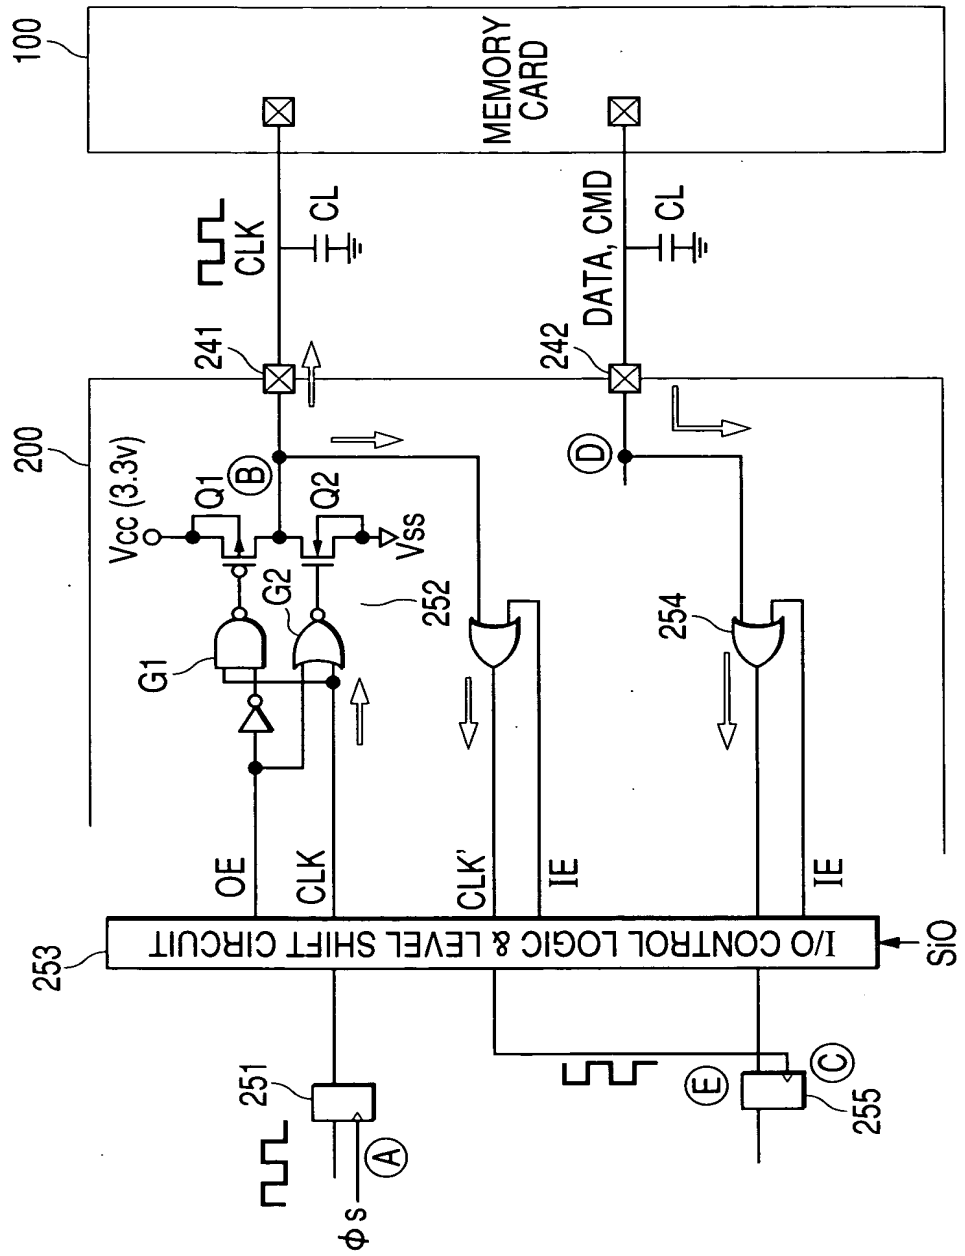 100
MEMORY
CARD
CLK
CL
DATA, CMD
CL
241
242
200
Vcc (3.3v)
Q1
B
Q2
Vss
G1
G2
252
D
254
OE
CLK
CLK'
IE
IE
253
I/O CONTROL LOGIC & LEVEL SHIFT CIRCUIT
SiO
251
A
ϕs
E
C
255